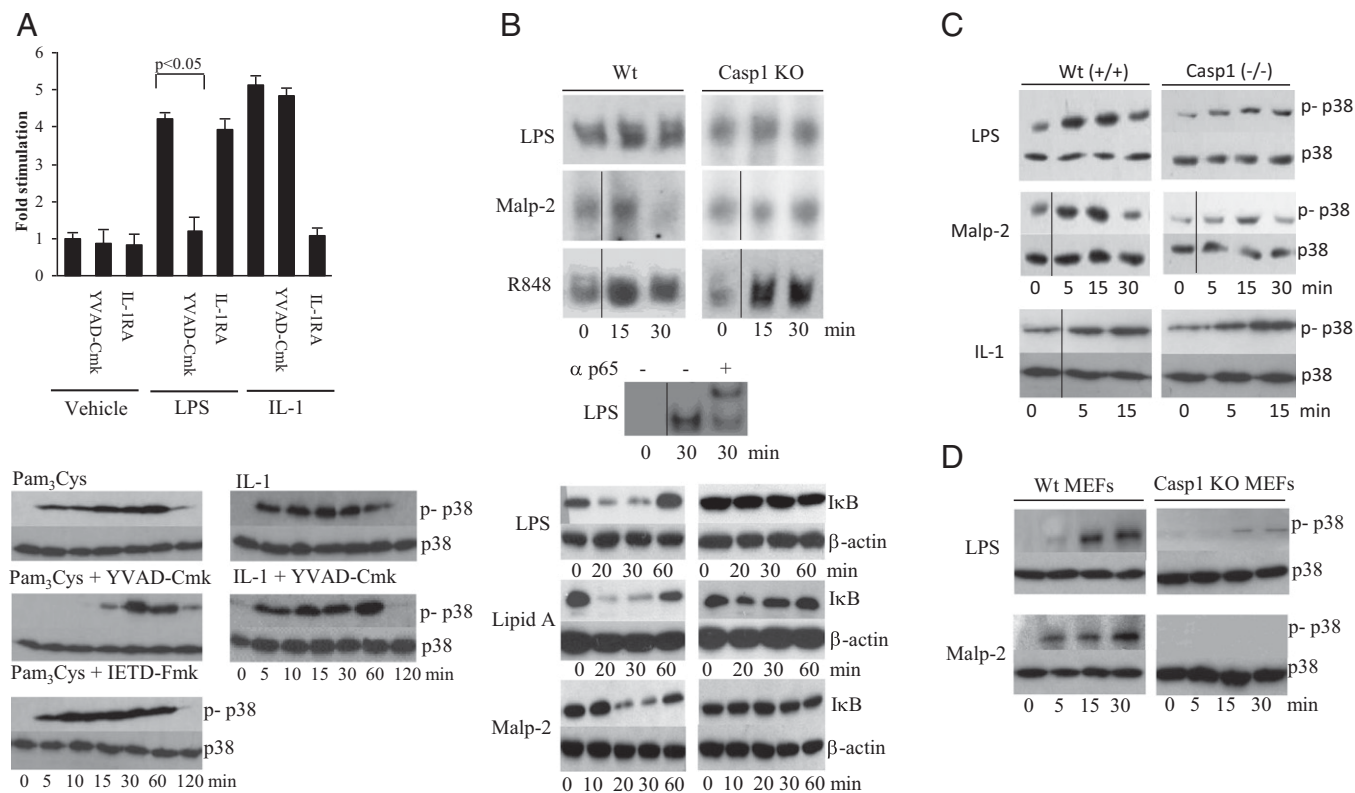 A
6
5
4
3
2
1
0
Fold stimulation
p<0.05
YVAD-Cmk
IL-1RA
YVAD-Cmk
IL-1RA
YVAD-Cmk
IL-1RA
Vehicle
LPS
IL-1
Pam3Cys
IL-1
p- p38
p38
Pam3Cys + YVAD-Cmk
IL-1 + YVAD-Cmk
p- p38
p38
0 5 10 15 30 60 120 min
Pam3Cys + IETD-Fmk
p- p38
p38
0 5 10 15 30 60 120 min
B
Wt
Casp1 KO
LPS
Malp-2
R848
0 15 30
0 15 30 min
α p65 - - +
LPS
0 30 30 min
LPS
IκB
β-actin
0 20 30 60
0 20 30 60 min
Lipid A
IκB
β-actin
0 20 30 60
0 20 30 60 min
Malp-2
IκB
β-actin
0 10 20 30 60
0 10 20 30 60 min
C
Wt (+/+)
Casp1 (-/-)
LPS
p- p38
p38
Malp-2
p- p38
p38
0 5 15 30
0 5 15 30 min
IL-1
p- p38
p38
0 5 15
0 5 15 min
D
Wt MEFs
Casp1 KO MEFs
LPS
p- p38
p38
Malp-2
p- p38
p38
0 5 15 30
0 5 15 30 min